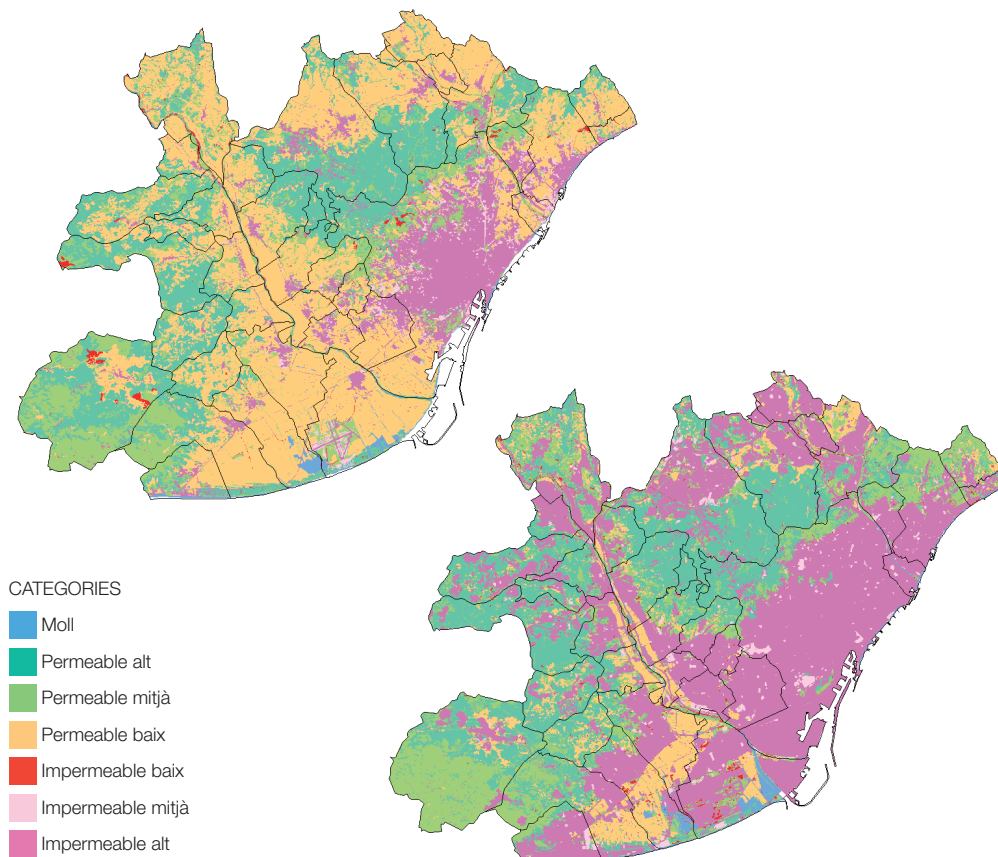 CATEGORIES
Moll
Permeable alt
Permeable mitjà
Permeable baix
Impermeable baix
Impermeable mitjà
Impermeable alt